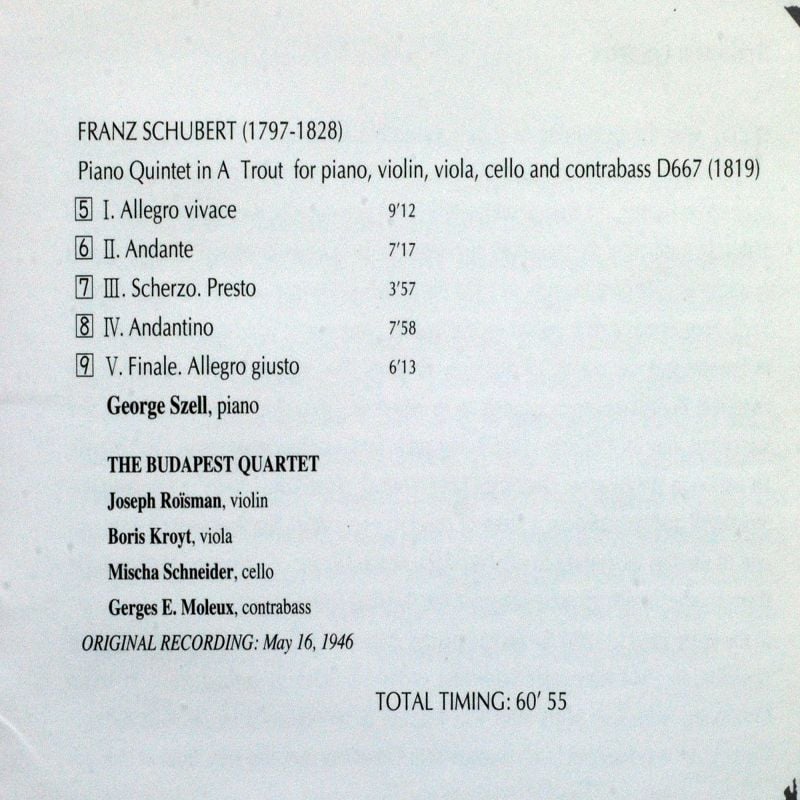 FRANZ SCHUBERT (1797-1828)
Piano Quintet in A Trout for piano, violin, viola, cello and contrabass D667 (1819)
5 I. Allegro vivace 9'12
6 II. Andante 7'17
7 III. Scherzo. Presto 3'57
8 IV. Andantino 7'58
9 V. Finale. Allegro giusto 6'13
George Szell, piano
THE BUDAPEST QUARTET
Joseph Roïsman, violin
Boris Kroyt, viola
Mischa Schneider, cello
Gerges E. Moleux, contrabass
ORIGINAL RECORDING: May 16, 1946
TOTAL TIMING: 60' 55